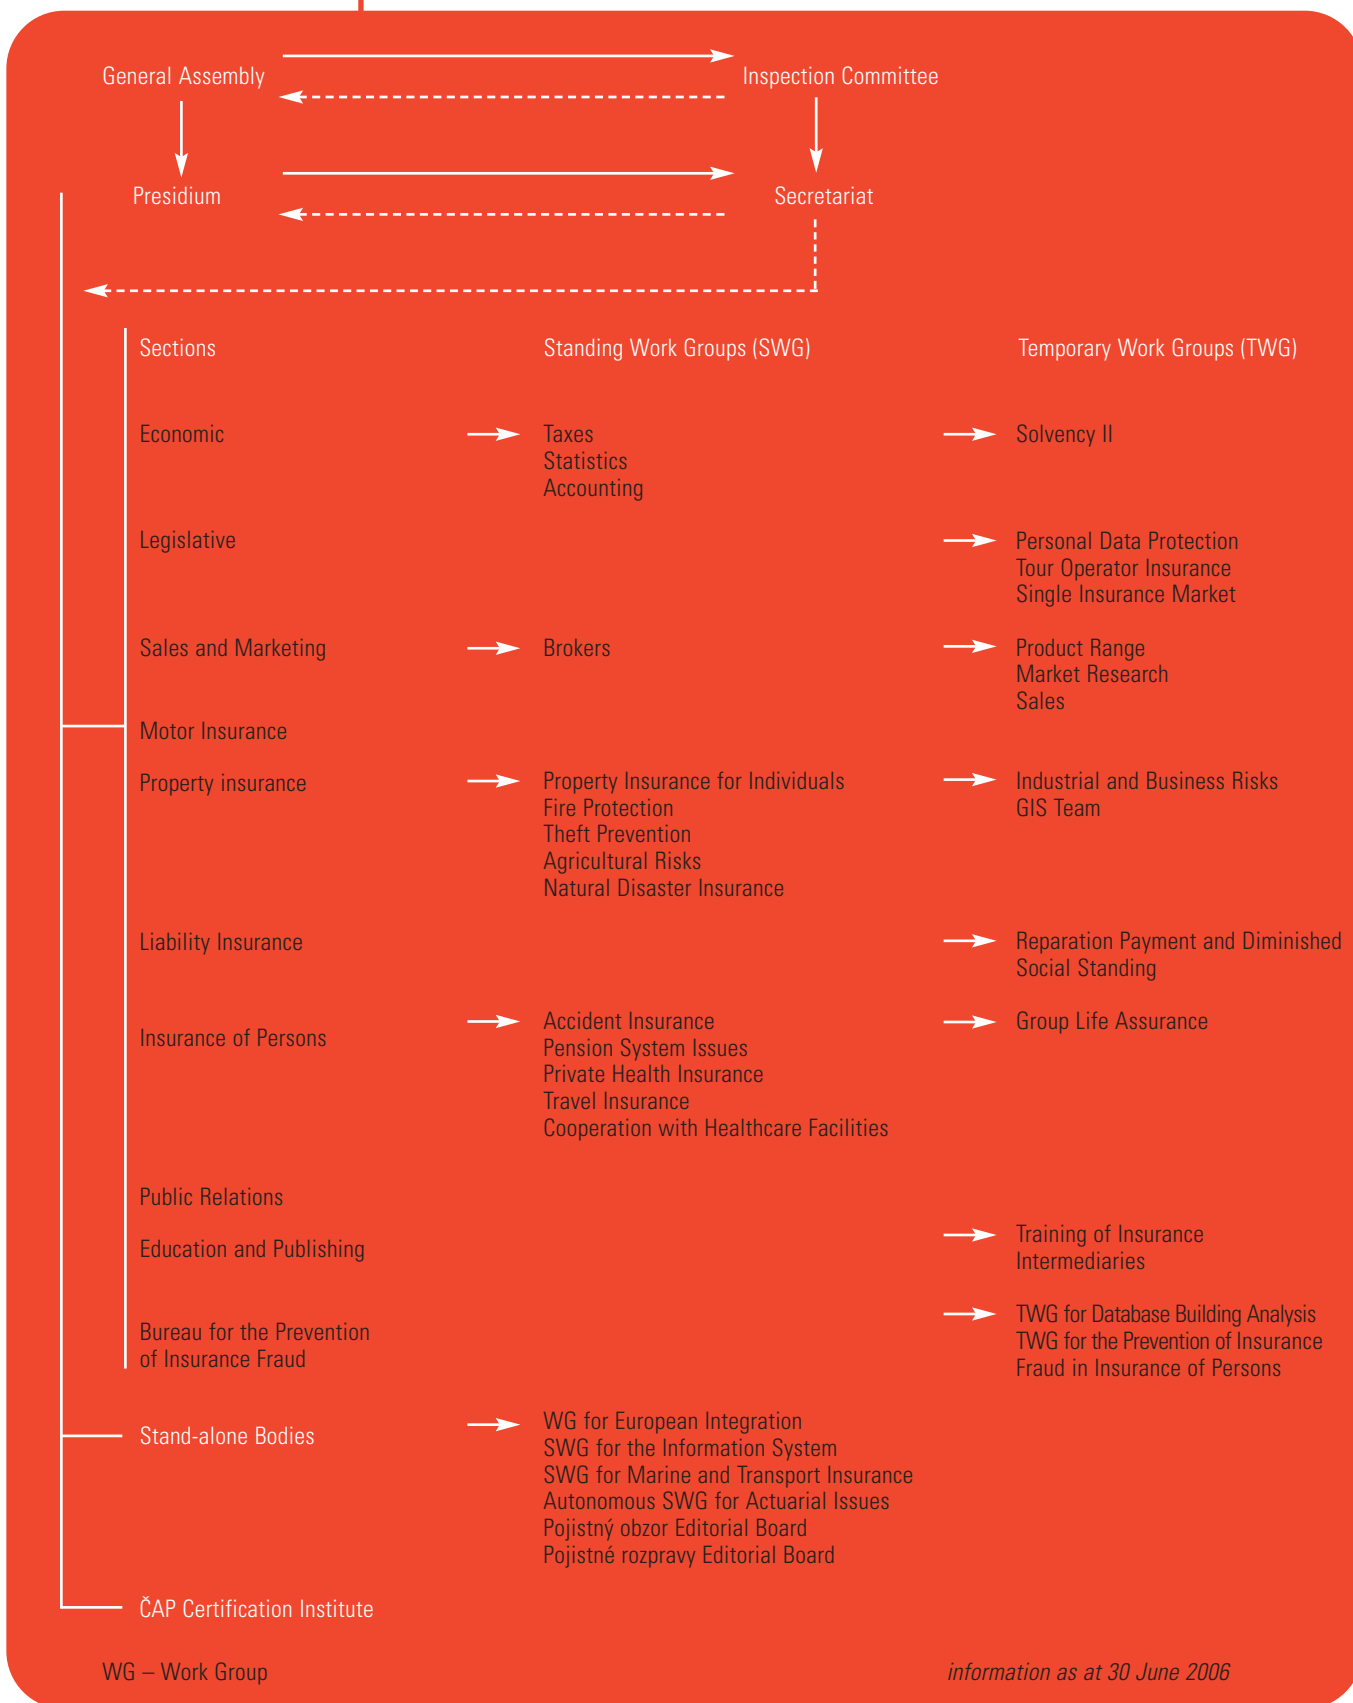 General Assembly
Inspection Committee
Presidium
Secretariat
Sections
Standing Work Groups (SWG)
Temporary Work Groups (TWG)
Economic
Taxes
Statistics
Accounting
Solvency II
Legislative
Personal Data Protection
Tour Operator Insurance
Single Insurance Market
Sales and Marketing
Brokers
Product Range
Market Research
Sales
Motor Insurance
Property insurance
Property Insurance for Individuals
Fire Protection
Theft Prevention
Agricultural Risks
Natural Disaster Insurance
Industrial and Business Risks
GIS Team
Liability Insurance
Reparation Payment and Diminished
Social Standing
Insurance of Persons
Accident Insurance
Pension System Issues
Private Health Insurance
Travel Insurance
Cooperation with Healthcare Facilities
Group Life Assurance
Public Relations
Education and Publishing
Training of Insurance
Intermediaries
Bureau for the Prevention
of Insurance Fraud
TWG for Database Building Analysis
TWG for the Prevention of Insurance
Fraud in Insurance of Persons
Stand-alone Bodies
WG for European Integration
SWG for the Information System
SWG for Marine and Transport Insurance
Autonomous SWG for Actuarial Issues
Pojistný obzor Editorial Board
Pojistné rozpravy Editorial Board
ČAP Certification Institute
WG – Work Group
information as at 30 June 2006